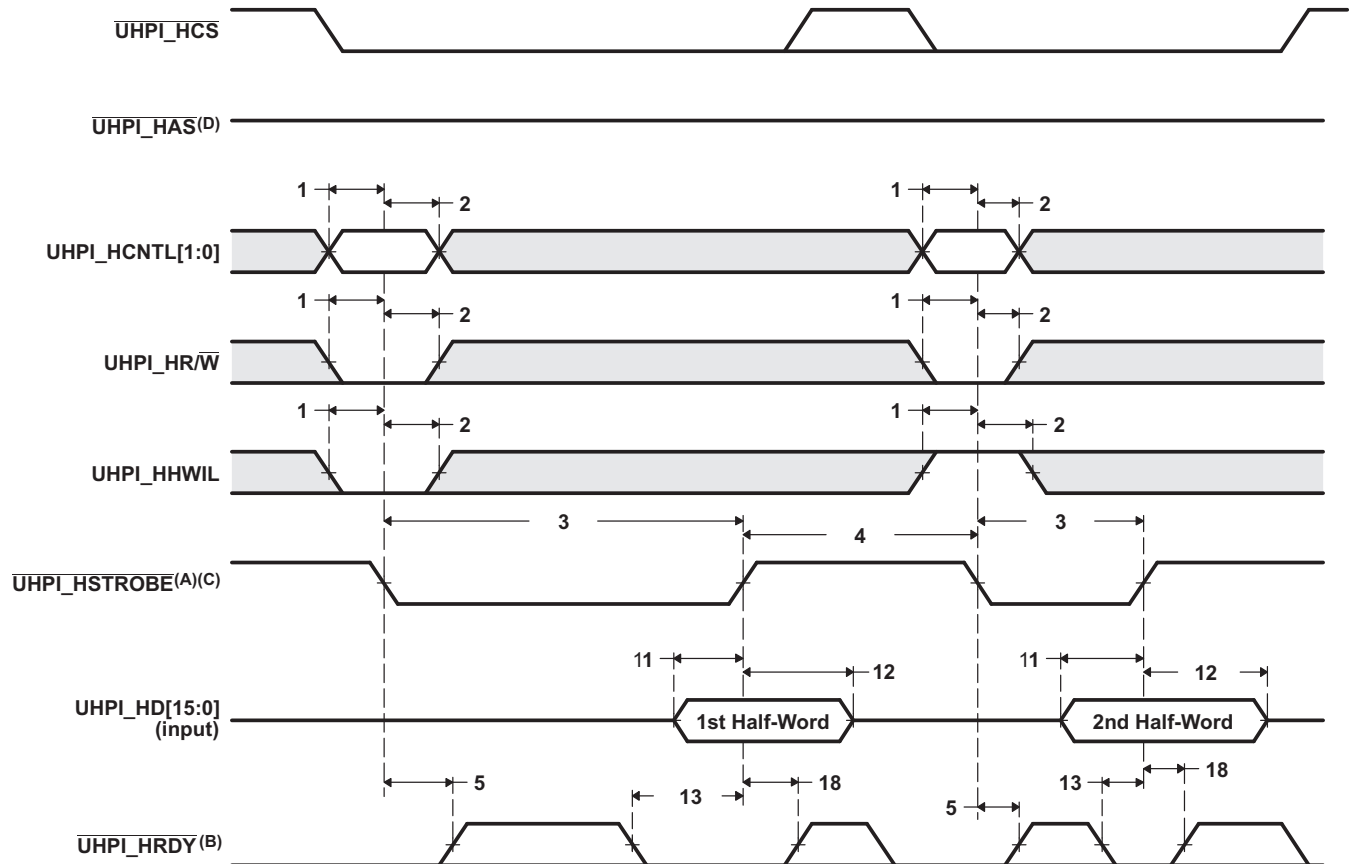 UHPI_HCS
UHPI_HAS(D)
1
2
1
2
UHPI_HCNTL[1:0]
1
2
1
2
UHPI_HR/W
1
2
1
2
UHPI_HHWIL
3
4
3
UHPI_HSTROBE(A)(C)
11
12
11
12
UHPI_HD[15:0]
(input)
1st Half-Word
2nd Half-Word
5
13
18
5
13
18
UHPI_HRDY(B)